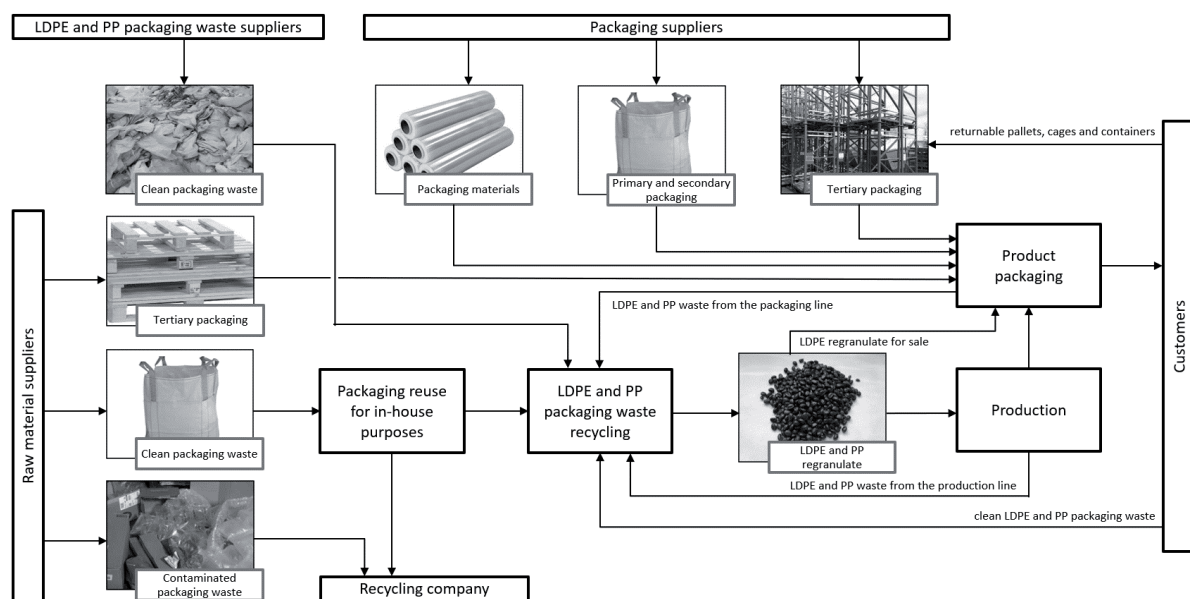 LDPE and PP packaging waste suppliers
Packaging suppliers
returnable pallets, cages and containers
Clean packaging waste
Packaging materials
Primary and secondary
packaging
Tertiary packaging
Product
packaging
LDPE and PP waste from the packaging line
Tertiary packaging
LDPE regranulate for sale
Raw material suppliers
Customers
Packaging reuse
for in-house
purposes
LDPE and PP
packaging waste
recycling
Production
Clean packaging waste
LDPE and PP
regranulate
LDPE and PP waste from the production line
clean LDPE and PP packaging waste
Contaminated
packaging waste
Recycling company